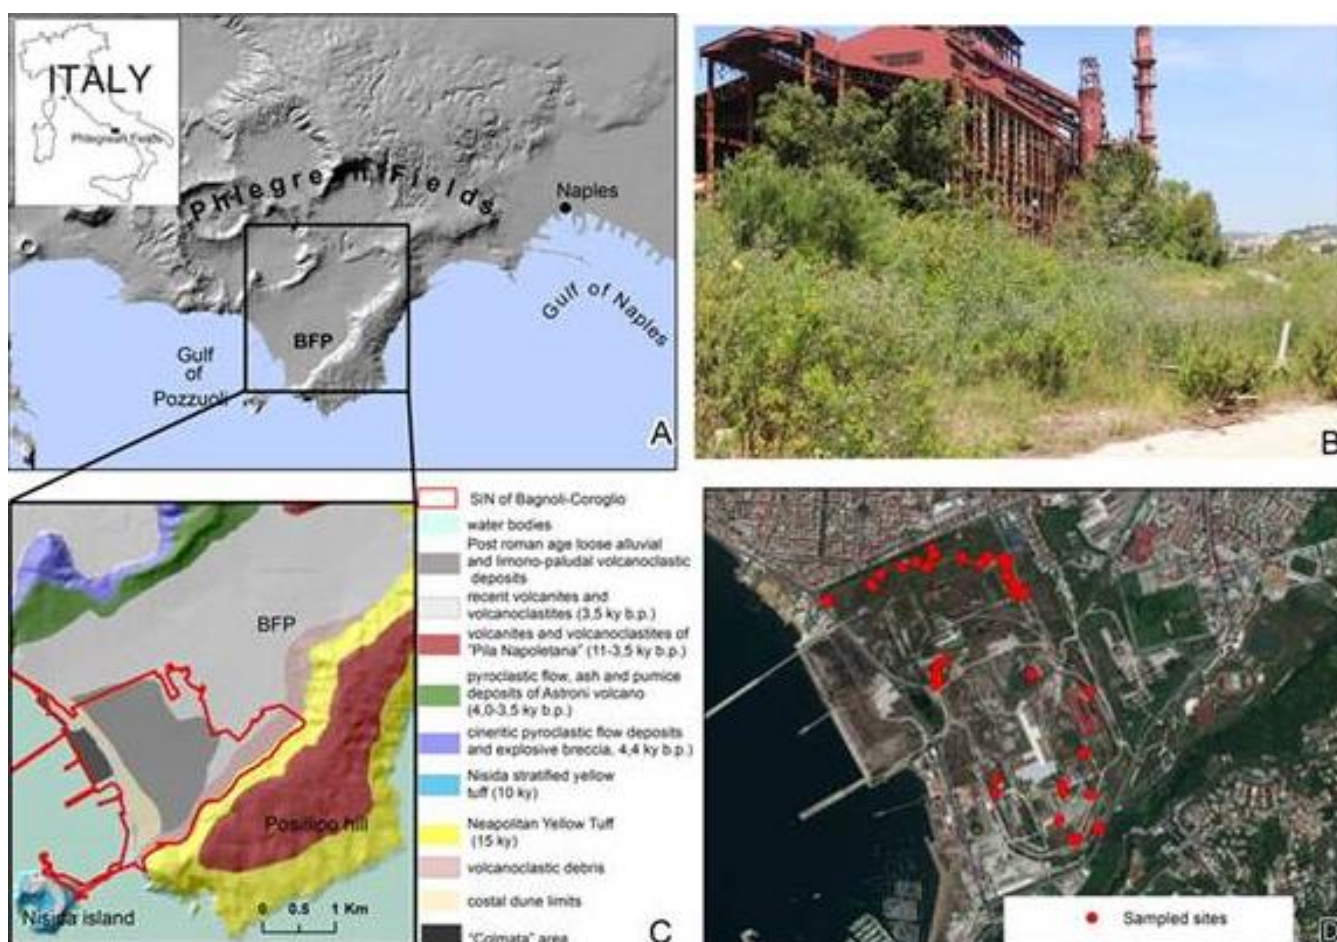 ITALY
Phlegrean Fields
Phlegrean Fields
Naples
Gulf of Naples
BFP
Gulf
of
Pozzuoli
A
B
BFP
Posillipo hill
Nisida island
0 0.5 1 Km
C
SIN of Bagnoli-Coroglio
water bodies
Post roman age loose alluvial
and limono-paludal volcanoclastic
deposits
recent volcanites and
volcanoclastites (3,5 ky b.p.)
volcanites and volcanoclastites of
"Pila Napoletana" (11-3,5 ky b.p.)
pyroclastic flow, ash and pumice
deposits of Astroni volcano
(4,0-3,5 ky b.p.)
cineritic pyroclastic flow deposits
and explosive breccia, 4,4 ky b.p.)
Nisida stratified yellow
tuff (10 ky)
Neapolitan Yellow Tuff
(15 ky)
volcanoclastic debris
costal dune limits
"Colmata" area
Sampled sites
D